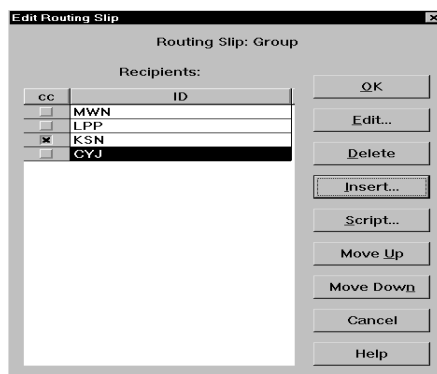 Edit Routing Slip
Routing Slip: Group
Recipients:
cc ID
MWN
LPP
KSN
CYJ
OK
Edit...
Delete
Insert...
Script...
Move Up
Move Down
Cancel
Help